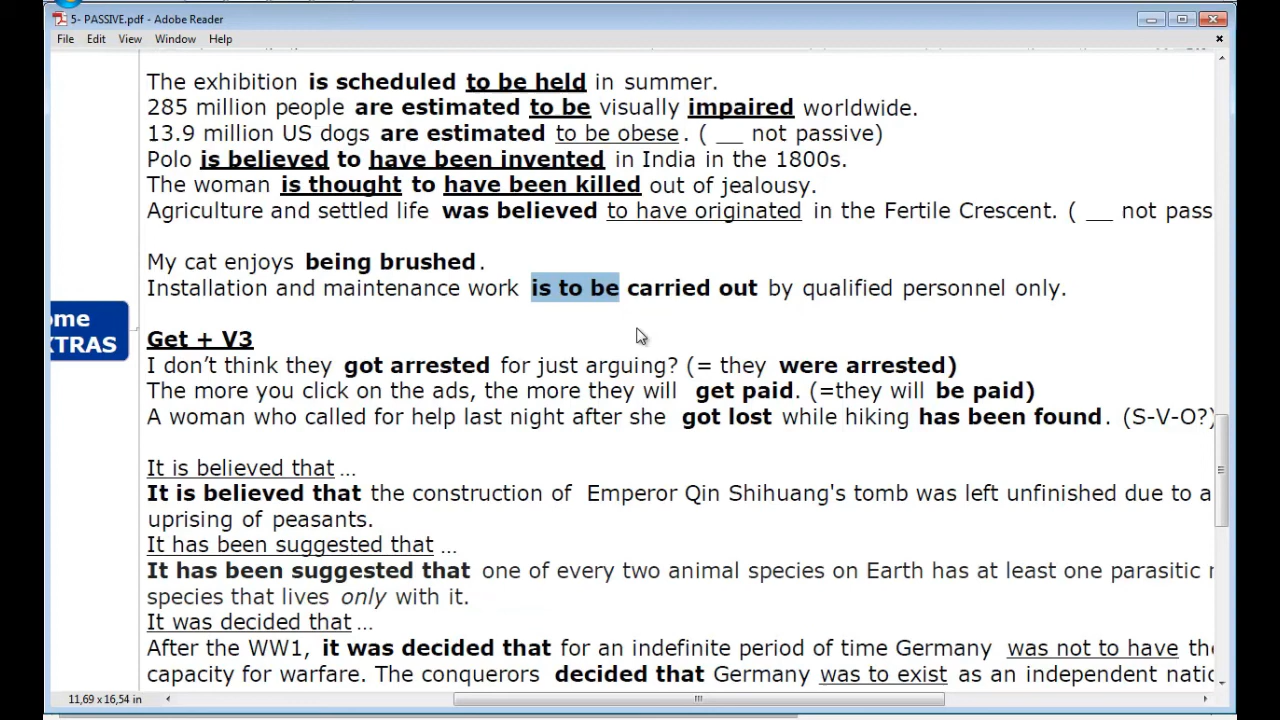 5- PASSIVE.pdf - Adobe Reader
File Edit View Window Help
The exhibition is scheduled to be held in summer.
285 million people are estimated to be visually impaired worldwide.
13.9 million US dogs are estimated to be obese. ( __ not passive)
Polo is believed to have been invented in India in the 1800s.
The woman is thought to have been killed out of jealousy.
Agriculture and settled life was believed to have originated in the Fertile Crescent. ( __ not pass
My cat enjoys being brushed.
Installation and maintenance work is to be carried out by qualified personnel only.
ome
XTRAS
Get + V3
I don't think they got arrested for just arguing? (= they were arrested)
The more you click on the ads, the more they will get paid. (=they will be paid)
A woman who called for help last night after she got lost while hiking has been found. (S-V-O?)
It is believed that ...
It is believed that the construction of Emperor Qin Shihuang's tomb was left unfinished due to a
uprising of peasants.
It has been suggested that ...
It has been suggested that one of every two animal species on Earth has at least one parasitic
species that lives only with it.
It was decided that ...
After the WW1, it was decided that for an indefinite period of time Germany was not to have the
capacity for warfare. The conquerors decided that Germany was to exist as an independent natio
11,69 x 16,54 in